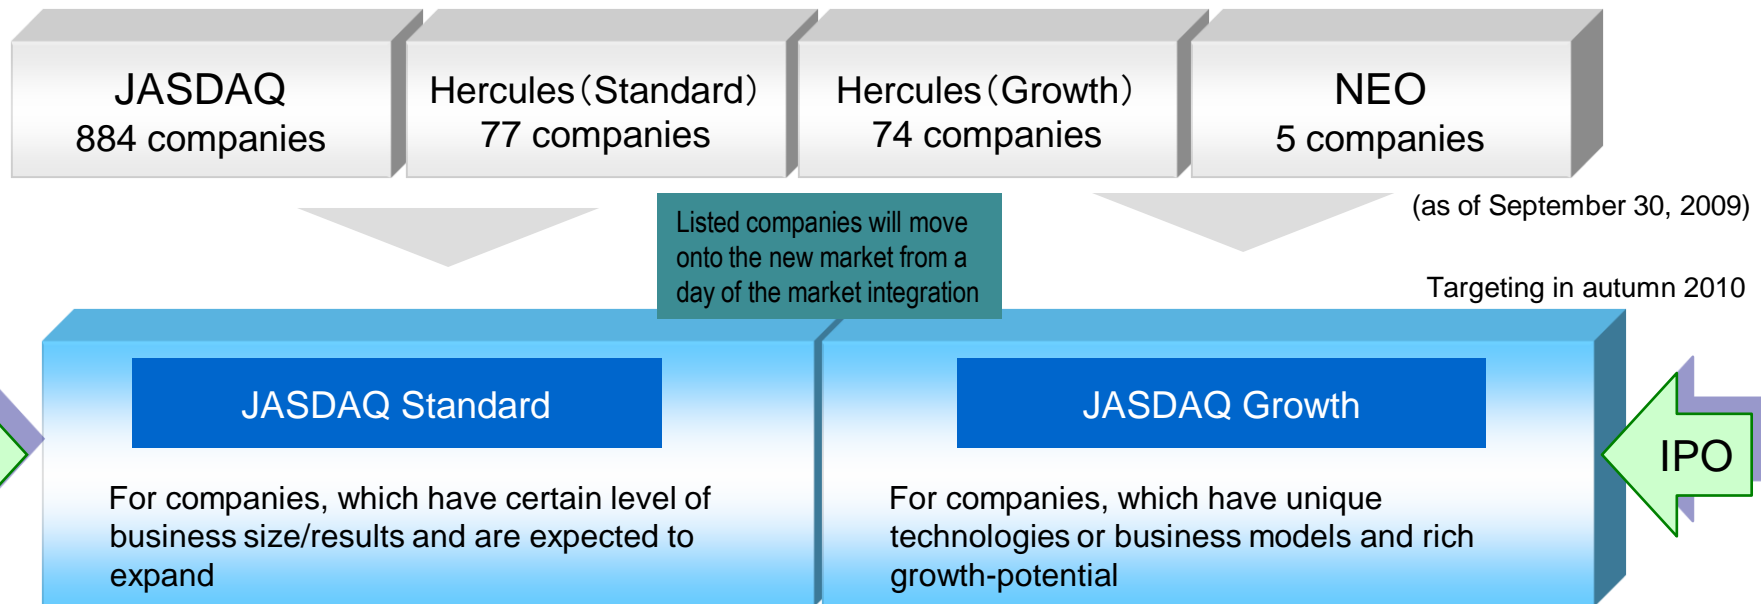 JASDAQ
884 companies
Hercules（Standard）
77 companies
Hercules（Growth）
74 companies
NEO
5 companies
(as of September 30, 2009)
Listed companies will move
onto the new market from a
day of the market integration
Targeting in autumn 2010
JASDAQ Standard
For companies, which have certain level of
business size/results and are expected to
expand
JASDAQ Growth
For companies, which have unique
technologies or business models and rich
growth-potential
IPO